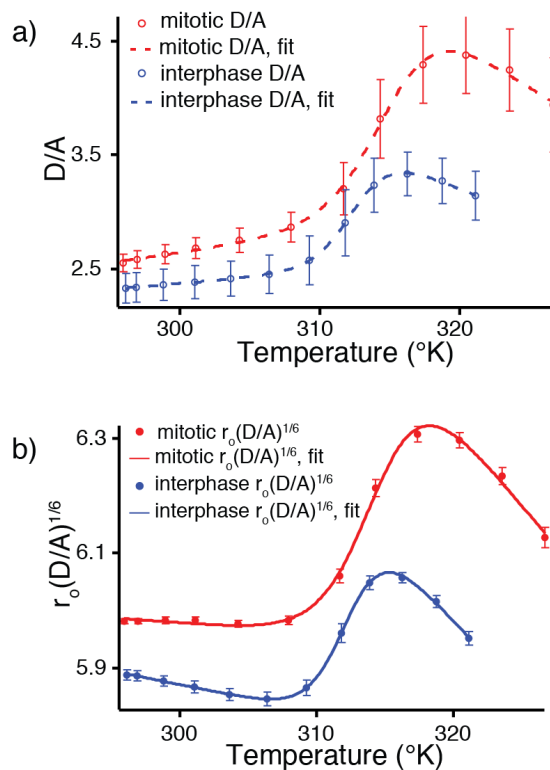 a)
mitotic D/A
mitotic D/A, fit
interphase D/A
interphase D/A, fit
4.5
3.5
2.5
D/A
300 310 320
Temperature (°K)
b)
mitotic r₀(D/A)¹/⁶
mitotic r₀(D/A)¹/⁶, fit
interphase r₀(D/A)¹/⁶
interphase r₀(D/A)¹/⁶, fit
6.3
6.1
5.9
r₀(D/A)¹/⁶
300 310 320
Temperature (°K)